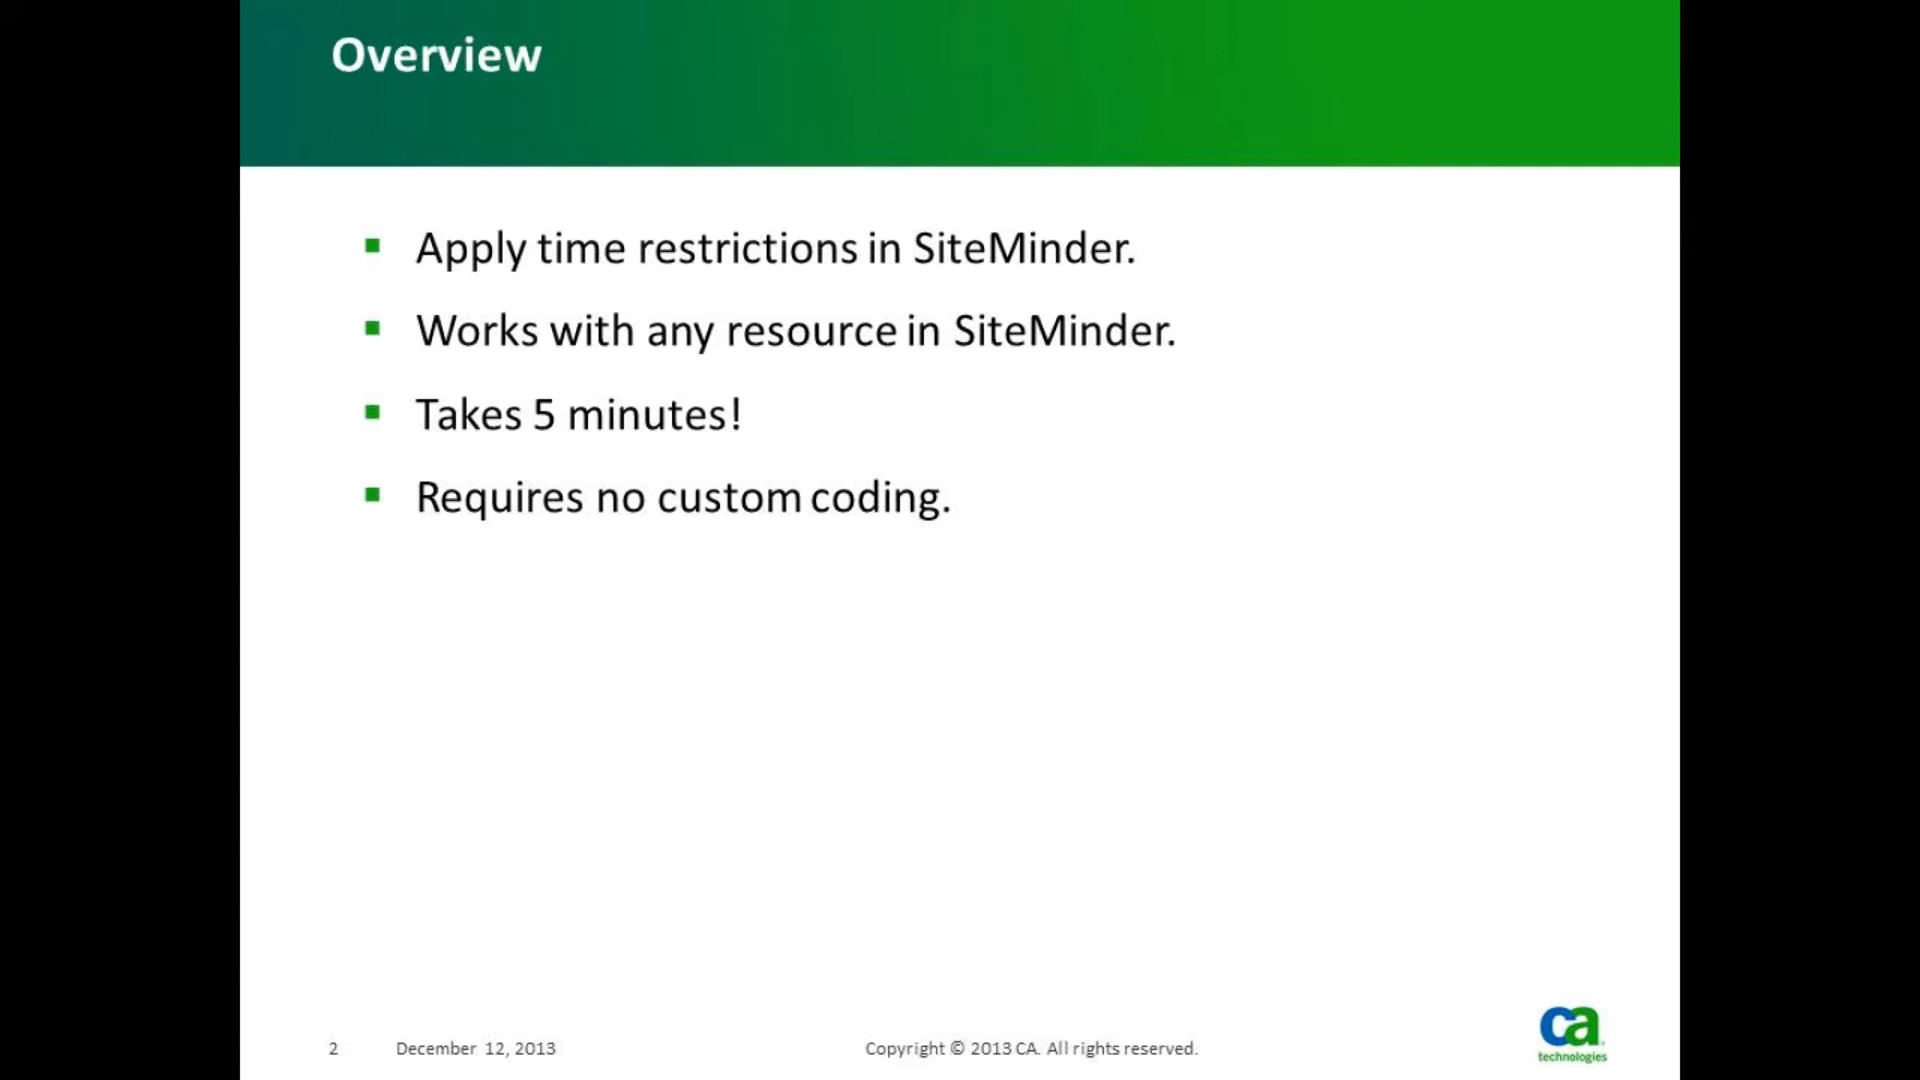 Overview
Apply time restrictions in SiteMinder.
Works with any resource in SiteMinder.
Takes 5 minutes!
Requires no custom coding.
2 December 12, 2013 Copyright © 2013 CA. All rights reserved.
ca
technologies